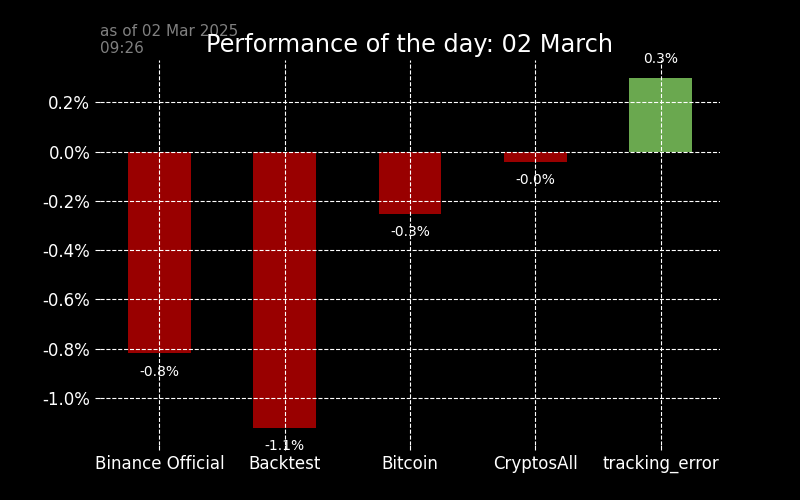 as of 02 Mar 2025
09:26
Performance of the day: 02 March
0.3%
0.2%
0.0%
-0.2%
-0.4%
-0.6%
-0.8%
-1.0%
-0.8%
-1.1%
-0.3%
-0.0%
Binance Official
Backtest
Bitcoin
CryptosAll
tracking_error